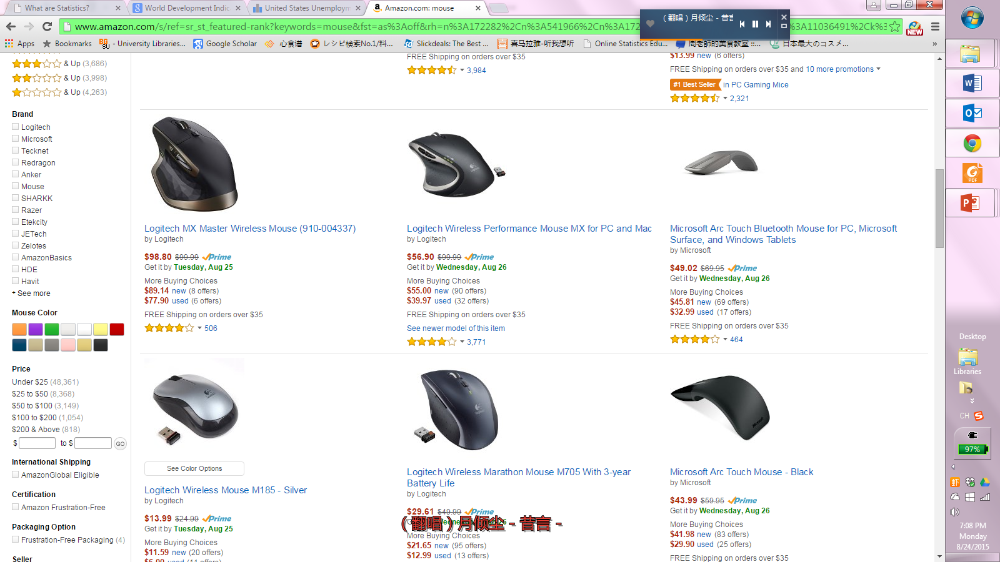 What are Statistics?
World Development Indic
United States Unemploym
Amazon.com: mouse
www.amazon.com/s/ref=sr_st_featured-rank?keywords=mouse&fst=as%3Aoff&rh=n%3A172282%2Cn%3A541966%2Cn%3A172
%3A11036491%2Ck%3
(翻唱)月倾尘 - 菅言
NEW
Apps
Bookmarks
- University Libraries...
Google Scholar
心食谱
レシピ検索No.1/料...
Slickdeals: The Best ...
喜马拉雅-听我想听
Online Statistics Edu...
周老師的美食教室 ::...
日本最大のコスメ...
»
& Up (3,686)
& Up (3,998)
& Up (4,263)
Brand
Logitech
Microsoft
Tecknet
Redragon
Anker
Mouse
SHARKK
Razer
Etekcity
JETech
Zelotes
AmazonBasics
HDE
Havit
+ See more
Mouse Color
Price
Under $25 (48,361)
$25 to $50 (8,368)
$50 to $100 (3,149)
$100 to $200 (1,054)
$200 & Above (818)
$ to $ GO
International Shipping
AmazonGlobal Eligible
Certification
Amazon Frustration-Free
Packaging Option
Frustration-Free Packaging (4)
Seller
FREE Shipping on orders over $35
3,984
$13.99 new (6 offers)
FREE Shipping on orders over $35 and 10 more promotions
#1 Best Seller in PC Gaming Mice
2,321
Logitech MX Master Wireless Mouse (910-004337)
by Logitech
$98.80 $99.99 Prime
Get it by Tuesday, Aug 25
More Buying Choices
$89.14 new (8 offers)
$77.90 used (6 offers)
FREE Shipping on orders over $35
506
Logitech Wireless Performance Mouse MX for PC and Mac
by Logitech
$56.90 $99.99 Prime
Get it by Wednesday, Aug 26
More Buying Choices
$55.00 new (90 offers)
$39.97 used (32 offers)
FREE Shipping on orders over $35
See newer model of this item
3,771
Microsoft Arc Touch Bluetooth Mouse for PC, Microsoft
Surface, and Windows Tablets
by Microsoft
$49.02 $69.95 Prime
Get it by Wednesday, Aug 26
More Buying Choices
$45.81 new (69 offers)
$32.99 used (17 offers)
FREE Shipping on orders over $35
464
See Color Options
Logitech Wireless Mouse M185 - Silver
by Logitech
$13.99 $24.99 Prime
Get it by Tuesday, Aug 25
More Buying Choices
$11.59 new (20 offers)
$6.00 used (11 offers)
Logitech Wireless Marathon Mouse M705 With 3-year
Battery Life
by Logitech
$29.61 $49.99 Prime
(翻唱)月倾尘 - 菅言 -
More Buying Choices
$21.65 new (95 offers)
$12.99 used (13 offers)
Microsoft Arc Touch Mouse - Black
by Microsoft
$43.99 $59.95 Prime
Get it by Wednesday, Aug 26
More Buying Choices
$41.98 new (83 offers)
$29.90 used (25 offers)
FREE Shipping on orders over $35
PDF
Desktop
Libraries
CH
97%
7:08 PM
Monday
8/24/2015